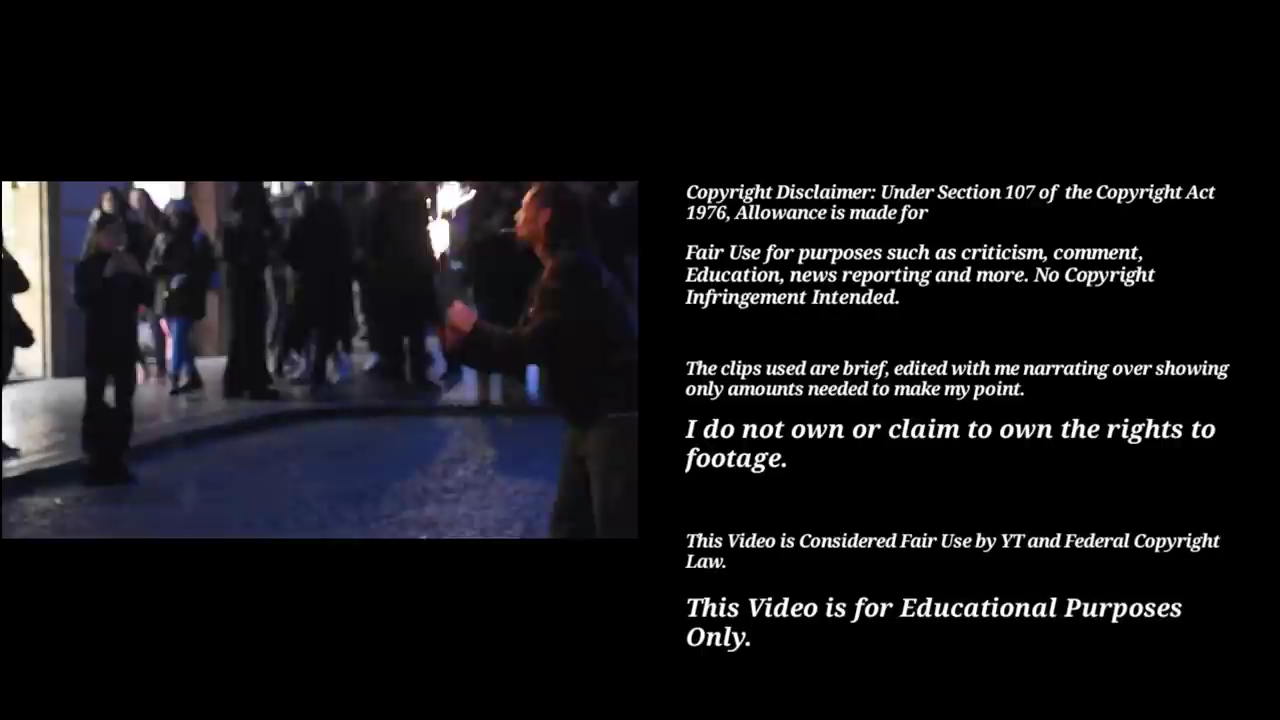 Copyright Disclaimer: Under Section 107 of the Copyright Act
1976, Allowance is made for
Fair Use for purposes such as criticism, comment,
Education, news reporting and more. No Copyright
Infringement Intended.
The clips used are brief, edited with me narrating over showing
only amounts needed to make my point.
I do not own or claim to own the rights to
footage.
This Video is Considered Fair Use by YT and Federal Copyright
Law.
This Video is for Educational Purposes
Only.